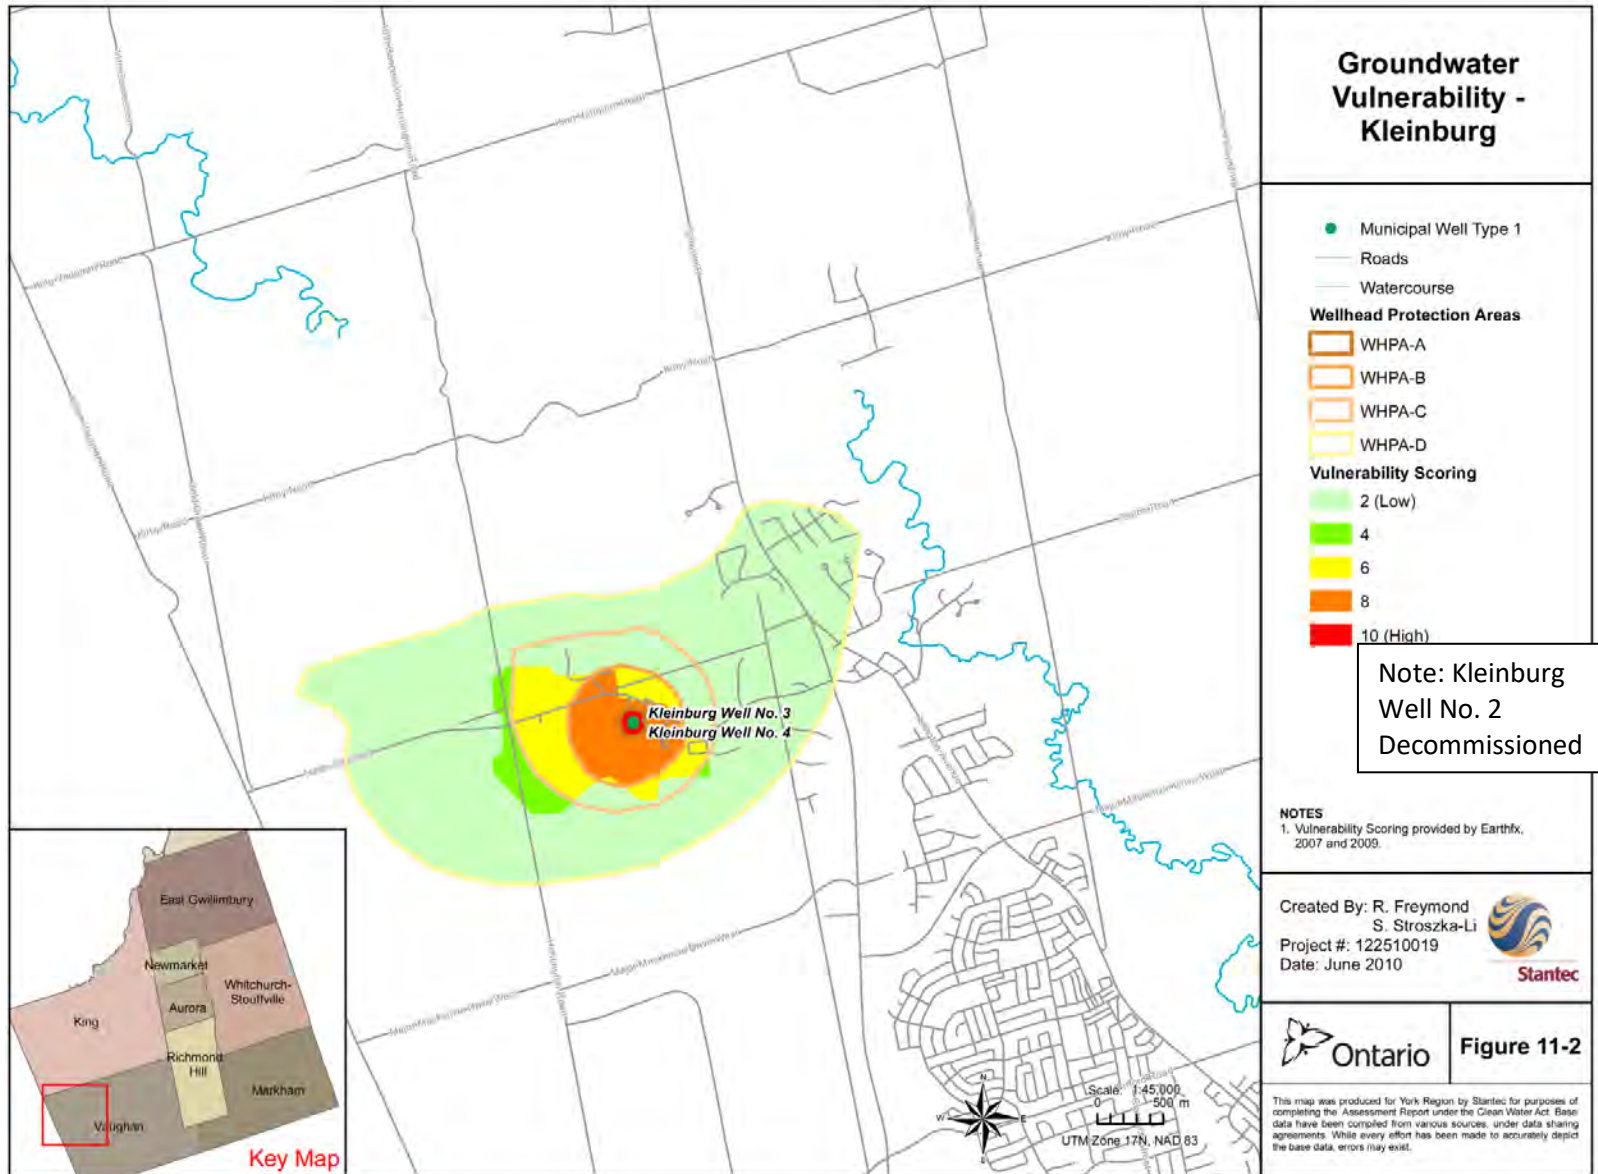 Groundwater
Vulnerability -
Kleinburg
Municipal Well Type 1
Roads
Watercourse
Wellhead Protection Areas
WHPA-A
WHPA-B
WHPA-C
WHPA-D
Vulnerability Scoring
2 (Low)
4
6
8
10 (High)
Note: Kleinburg
Well No. 2
Decommissioned
NOTES
1. Vulnerability Scoring provided by Earthfx,
2007 and 2009.
Created By: R. Freymond
S. Stroszka-Li
Project #: 122510019
Date: June 2010
Stantec
Ontario
Figure 11-2
This map was produced for York Region by Stantec for purposes of
completing the Assessment Report under the Clean Water Act. Base
data have been compiled from various sources, under data sharing
agreements. While every effort has been made to accurately depict
the base data, errors may exist.
Kleinburg Well No. 3
Kleinburg Well No. 4
Kirby Road
Kirby Road
East Gwillimbury
Newmarket
Whitchurch-
Stouffville
Aurora
King
Richmond
Hill
Markham
Vaughan
Key Map
N
W
E
S
Scale: 1:45,000
0 500 m
UTM Zone 17N, NAD 83